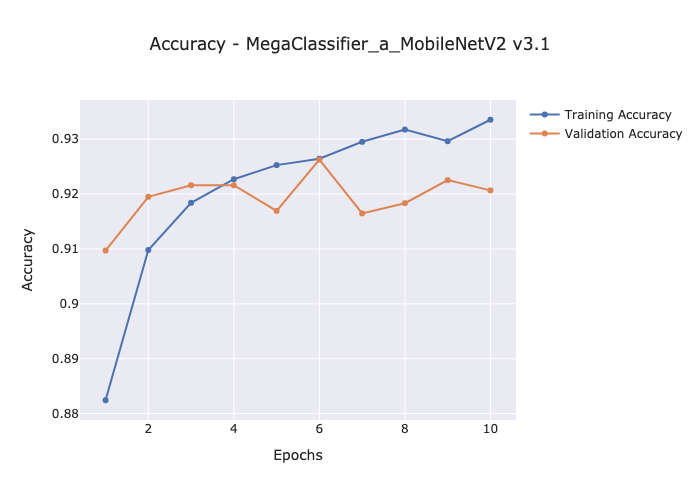 Accuracy - MegaClassifier_a_MobileNetV2 v3.1
Training Accuracy
Validation Accuracy
0.93
0.92
0.91
0.9
0.89
0.88
Accuracy
2 4 6 8 10
Epochs